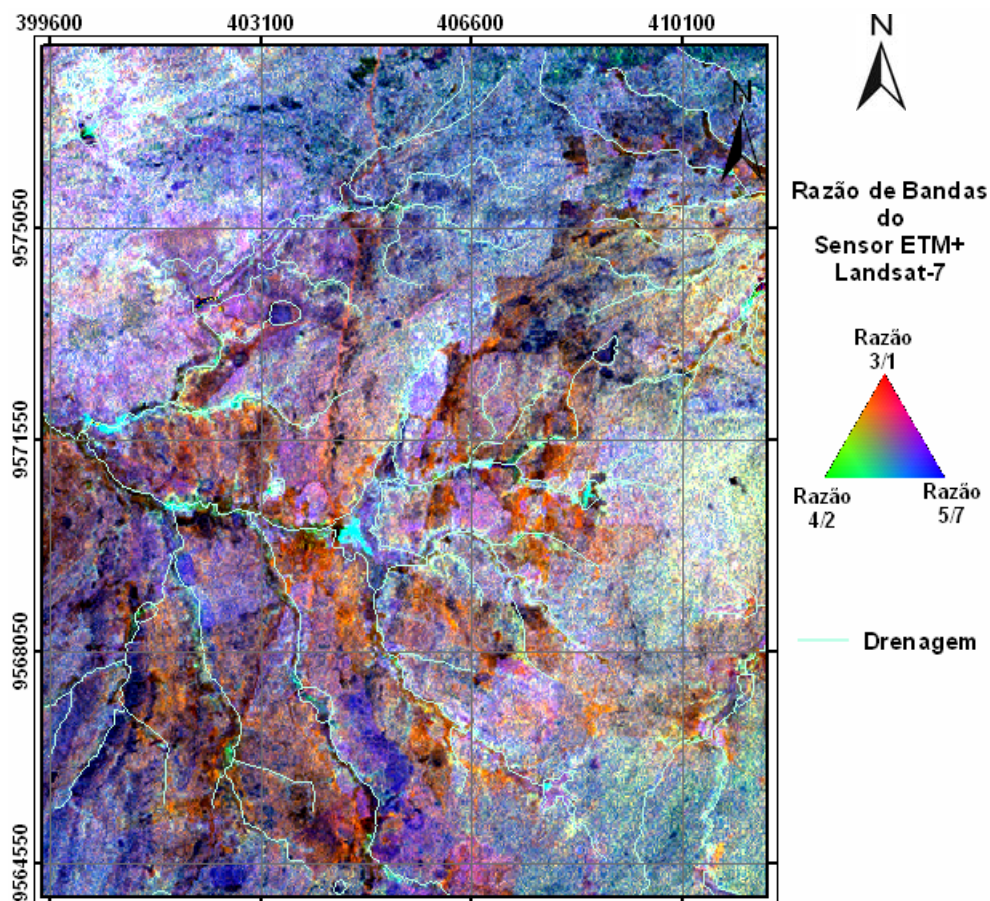 399600 403100 406600 410100
N
N
9575050
9571550
9568050
9564550
Razão de Bandas
do
Sensor ETM+
Landsat-7
Razão
3/1
Razão
4/2
Razão
5/7
Drenagem